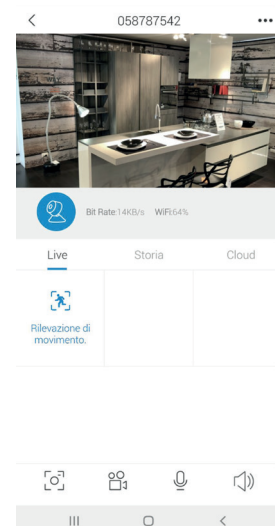 058787542
Bit Rate:14KB/s WiFi:64%
Live Storia Cloud
Rilevazione di
movimento.